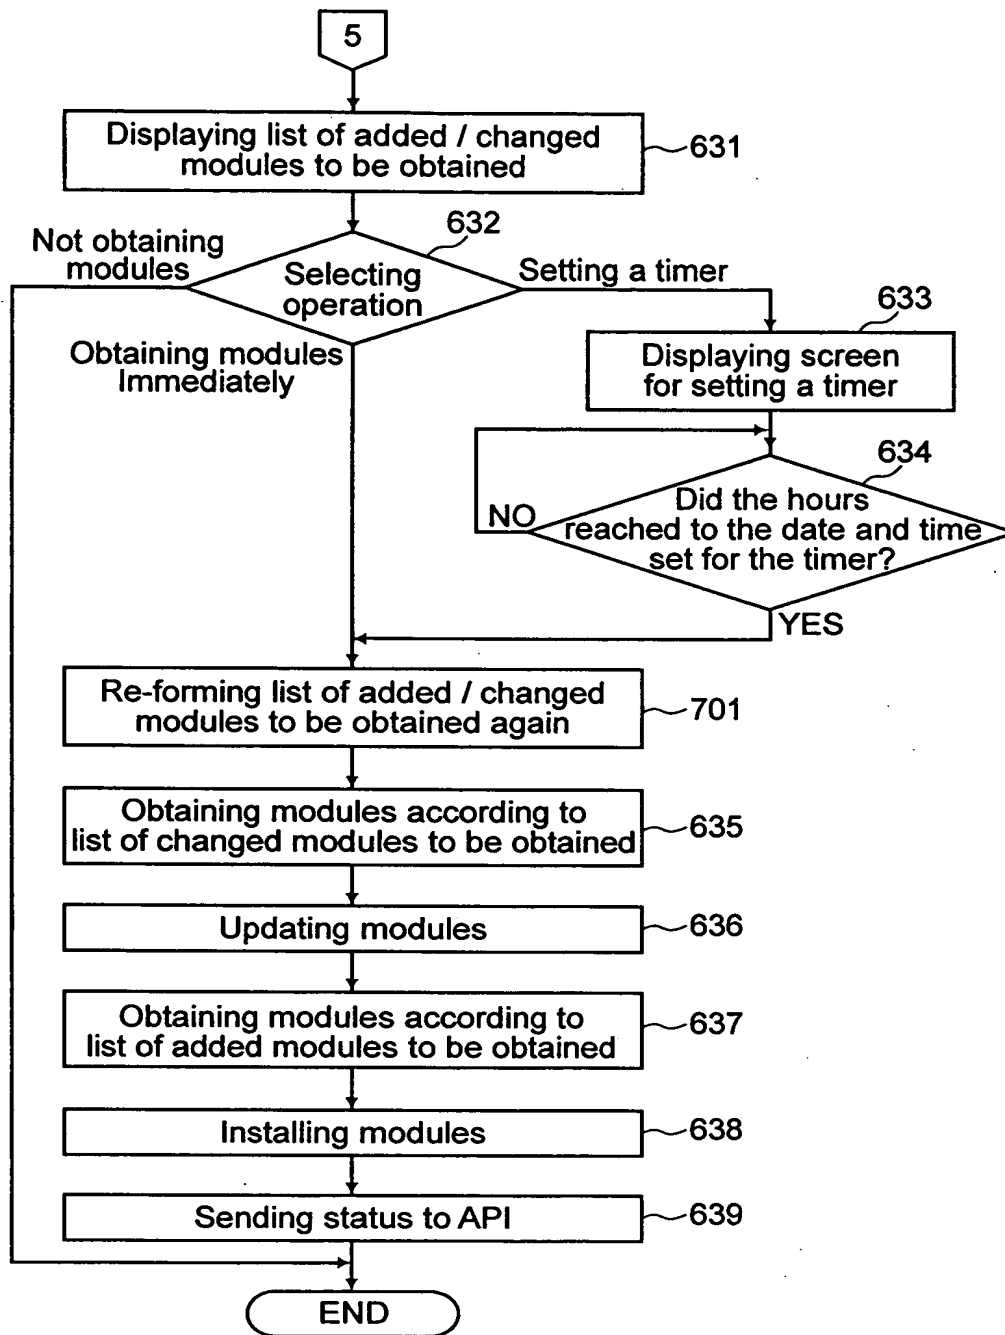 5
Displaying list of added / changed
modules to be obtained
631
632
Not obtaining
modules
Selecting
operation
Setting a timer
633
Obtaining modules
Immediately
Displaying screen
for setting a timer
634
Did the hours
reached to the date and time
set for the timer?
NO
YES
Re-forming list of added / changed
modules to be obtained again
701
Obtaining modules according to
list of changed modules to be obtained
635
Updating modules
636
Obtaining modules according to
list of added modules to be obtained
637
Installing modules
638
Sending status to API
639
END